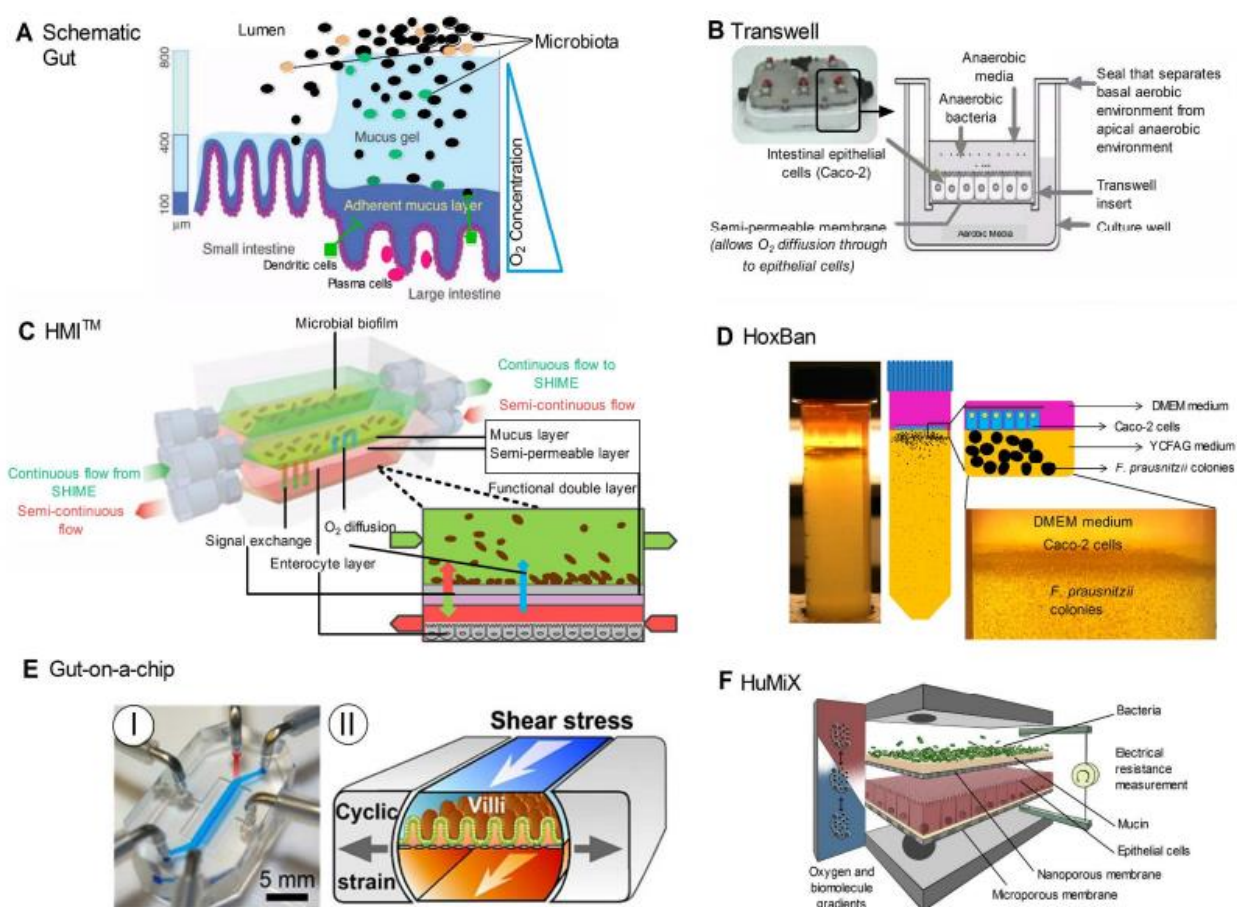 A Schematic
Gut
Lumen
Microbiota
800
400
100
µm
Mucus gel
Adherent mucus layer
Small intestine
Dendritic cells
Plasma cells
Large intestine
O2 Concentration
B Transwell
Anaerobic
media
Anaerobic
bacteria
Intestinal epithelial
cells (Caco-2)
Semi-permeable membrane
(allows O2 diffiusion through
to epithelial cells)
Aerobic Media
Seal that separates
basal aerobic
environment from
apical anaerobic
environment
Transwell
insert
Culture well
C HMI™
Microbial biofilm
Continuous flow to
SHIME
Semi-continuous flow
Mucus layer
Semi-permeable layer
Functional double layer
Continuous flow from
SHIME
Semi-continuous
flow
O2 diffusion
Signal exchange
Enterocyte layer
D HoxBan
DMEM medium
Caco-2 cells
YCFAG medium
F. prausnitzii colonies
DMEM medium
Caco-2 cells
F. prausnitzii
colonies
E Gut-on-a-chip
I
5 mm
II
Shear stress
Cyclic
strain
Villi
F HuMiX
Bacteria
Electrical
resistance
measurement
Mucin
Epithelial cells
Nanoporous membrane
Microporous membrane
Oxygen and
biomolecule
gradients